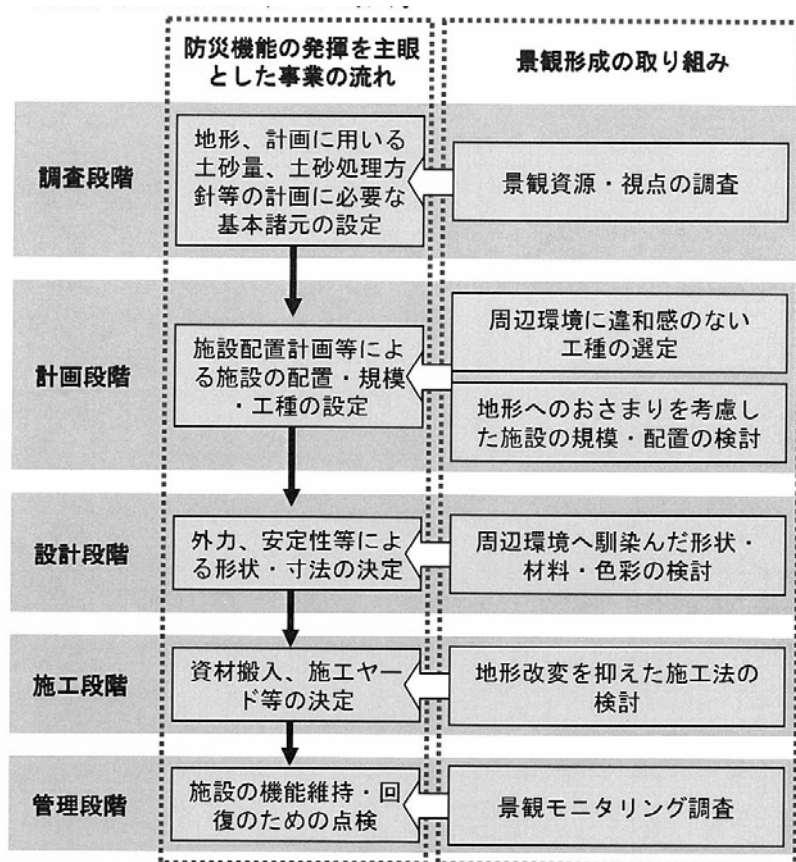 防災機能の発揮を主眼
とした事業の流れ
景観形成の取り組み
調査段階
地形、計画に用いる
土砂量、土砂処理方
針等の計画に必要な
基本諸元の設定
景観資源・視点の調査
計画段階
施設配置計画等によ
る施設の配置・規模
・工種の設定
周辺環境に違和感のない
工種の選定
地形へのおさまりを考慮し
た施設の規模・配置の検討
設計段階
外力、安定性等によ
る形状・寸法の決定
周辺環境へ馴染んだ形状・
材料・色彩の検討
施工段階
資材搬入、施工ヤー
ド等の決定
地形改変を抑えた施工法の
検討
管理段階
施設の機能維持・回
復のための点検
景観モニタリング調査